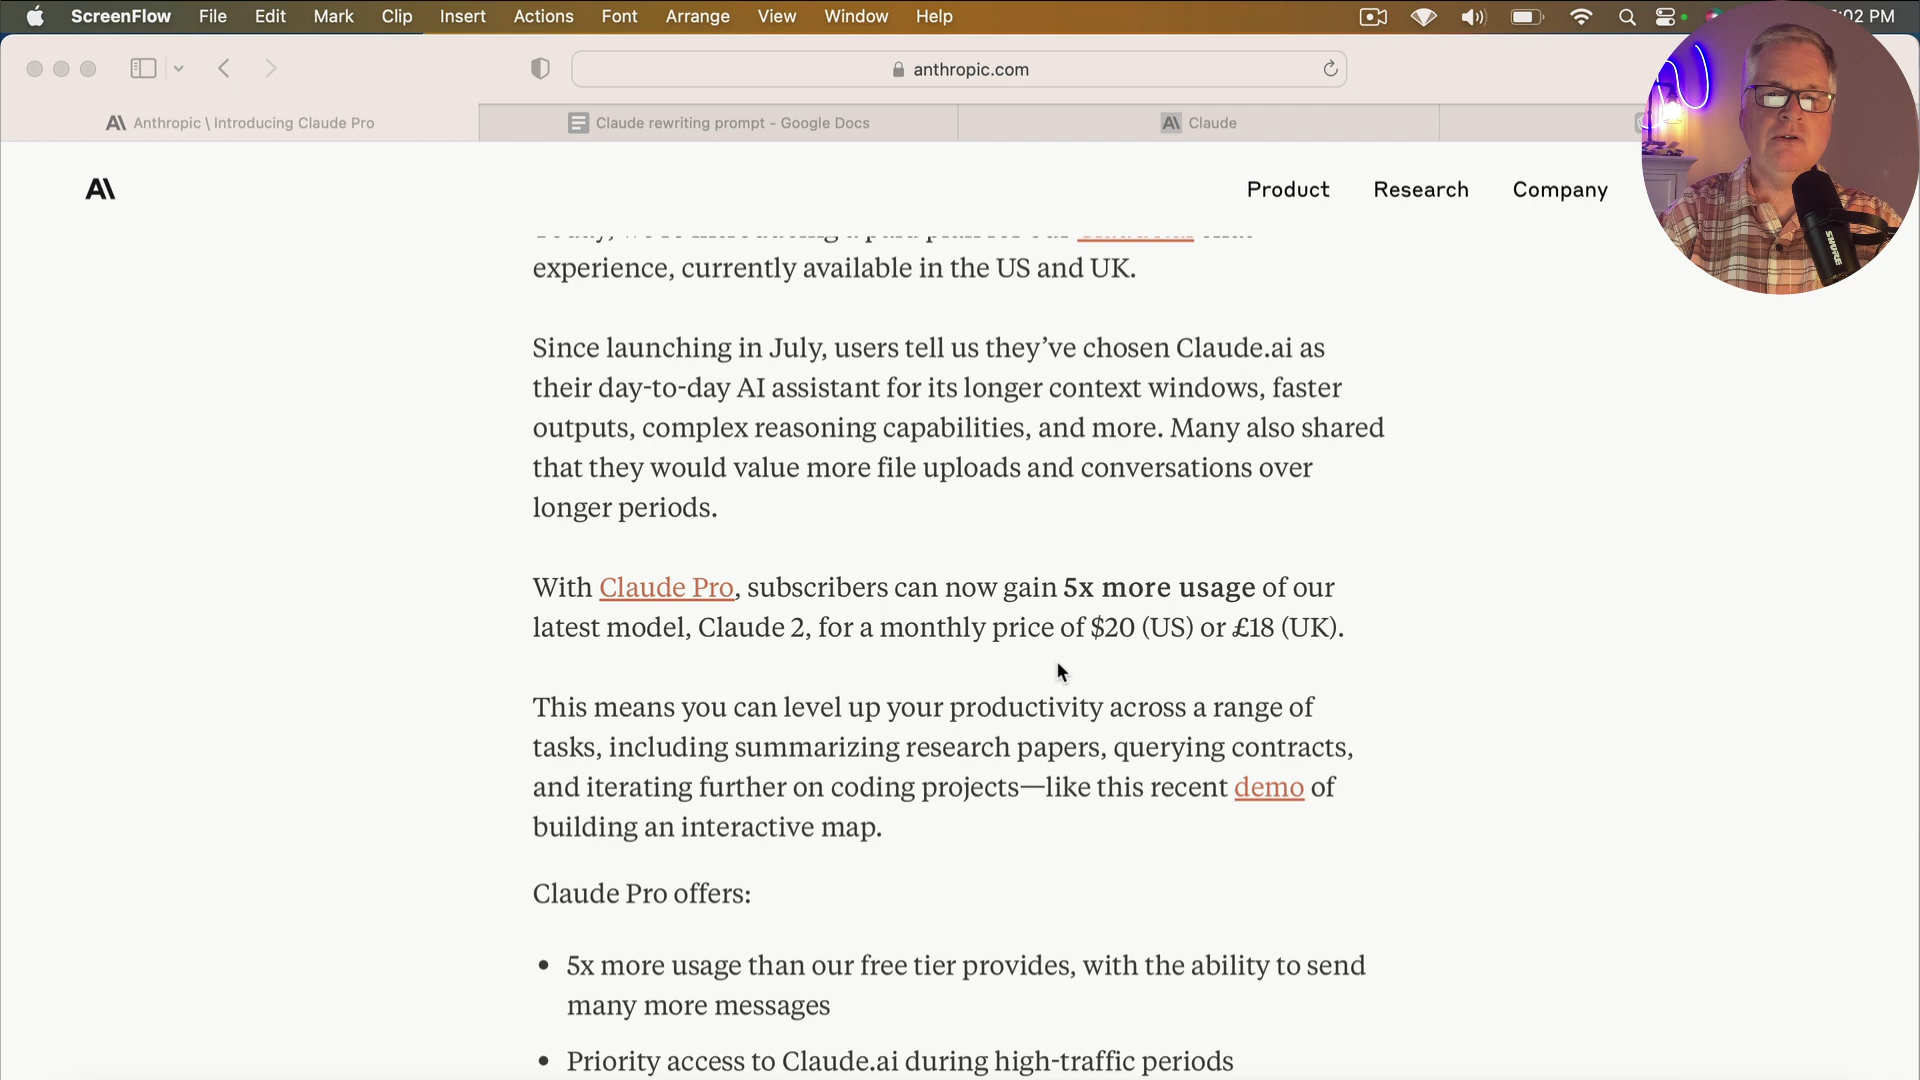 ScreenFlow File Edit Mark Clip Insert Actions Font Arrange View Window Help :02 PM
anthropic.com
Anthropic \ Introducing Claude Pro
Claude rewriting prompt - Google Docs
Claude
Product Research Company
experience, currently available in the US and UK.
Since launching in July, users tell us they’ve chosen Claude.ai as
their day-to-day AI assistant for its longer context windows, faster
outputs, complex reasoning capabilities, and more. Many also shared
that they would value more file uploads and conversations over
longer periods.
With Claude Pro, subscribers can now gain 5x more usage of our
latest model, Claude 2, for a monthly price of $20 (US) or £18 (UK).
This means you can level up your productivity across a range of
tasks, including summarizing research papers, querying contracts,
and iterating further on coding projects—like this recent demo of
building an interactive map.
Claude Pro offers:
• 5x more usage than our free tier provides, with the ability to send
many more messages
• Priority access to Claude.ai during high-traffic periods
SHURE